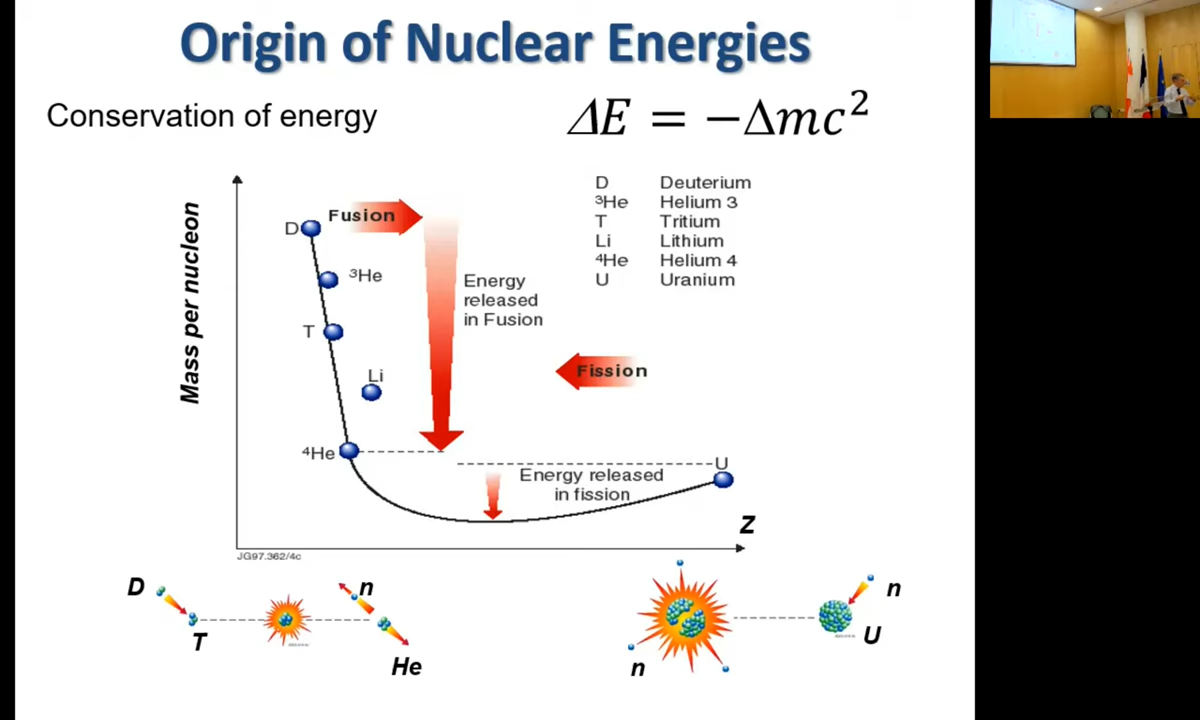 Origin of Nuclear Energies
Conservation of energy
ΔE = −Δmc²
Mass per nucleon
D Deuterium
³He Helium 3
T Tritium
Li Lithium
⁴He Helium 4
U Uranium
D
Fusion
³He
Energy
released
in Fusion
T
Fission
Li
⁴He
U
Energy released
in fission
Z
JG97.362/4c
D
n
T
He
n
U
n